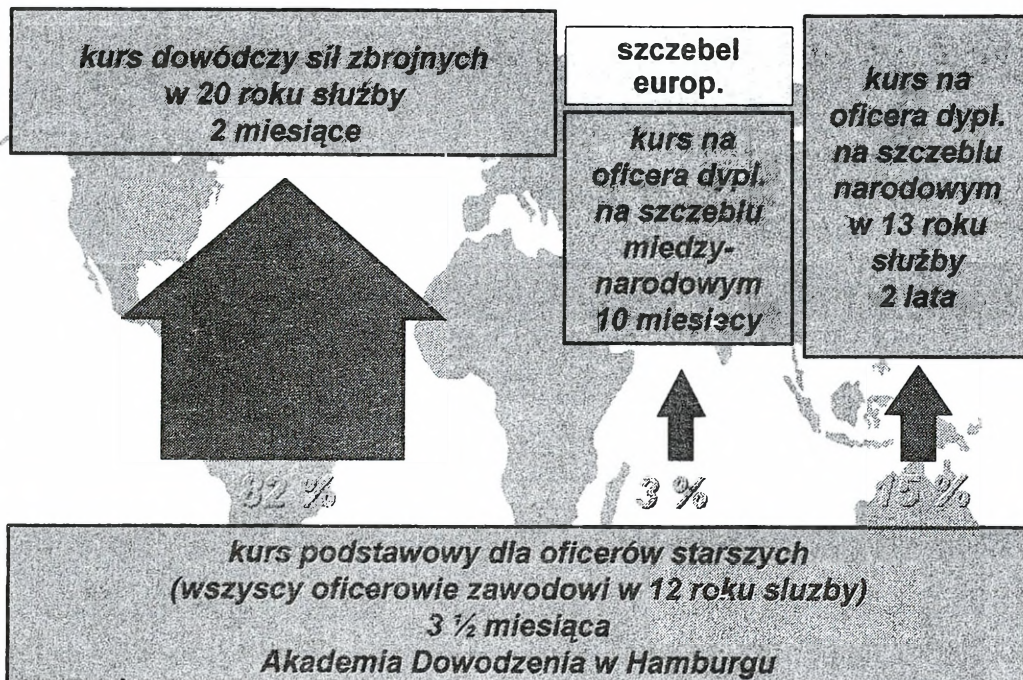 kurs dowódczy sił zbrojnych
w 20 roku służby
2 miesiące
szczebel
europ.
kurs na
oficera dypl.
na szczeblu
miedzy-
narodowym
10 miesięcy
kurs na
oficera dypl.
na szczeblu
narodowym
w 13 roku
służby
2 lata
82 %
3 %
15 %
kurs podstawowy dla oficerów starszych
(wszyscy oficerowie zawodowi w 12 roku sluzby)
3 ½ miesiąca
Akademia Dowodzenia w Hamburgu